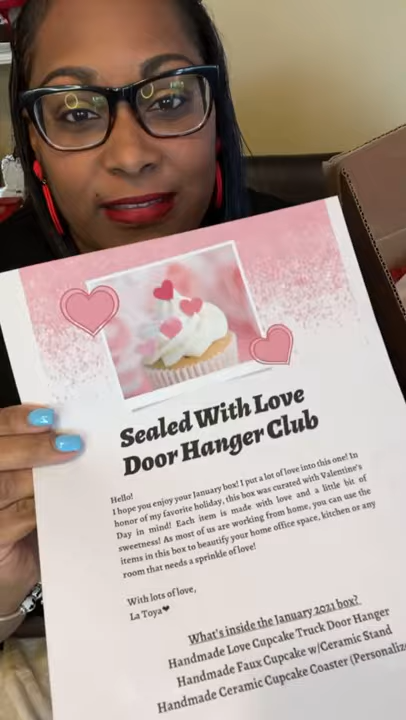 Sealed With Love
Door Hanger Club
Hello!
I hope you enjoy your January box! I put a lot of love into this one! In
honor of my favorite holiday, this box was curated with Valentine's
Day in mind! Each item is made with love and a little bit of
sweetness! As most of us are working from home, you can use the
items in this box to beautify your home office space, kitchen or any
room that needs a sprinkle of love!
With lots of love,
La Toya❤
What's inside the January 2021 box?
Handmade Love Cupcake Truck Door Hanger
Handmade Faux Cupcake w/Ceramic Stand
Handmade Ceramic Cupcake Coaster (Personaliz